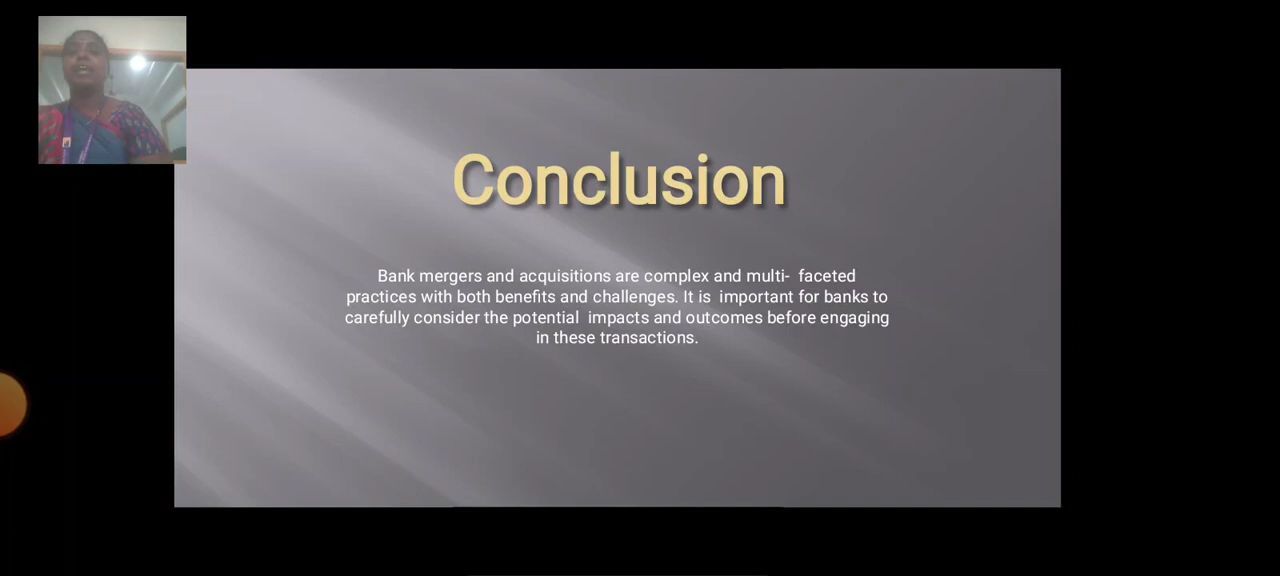 Conclusion
Bank mergers and acquisitions are complex and multi-  faceted
practices with both benefits and challenges. It is  important for banks to
carefully consider the potential  impacts and outcomes before engaging
in these transactions.